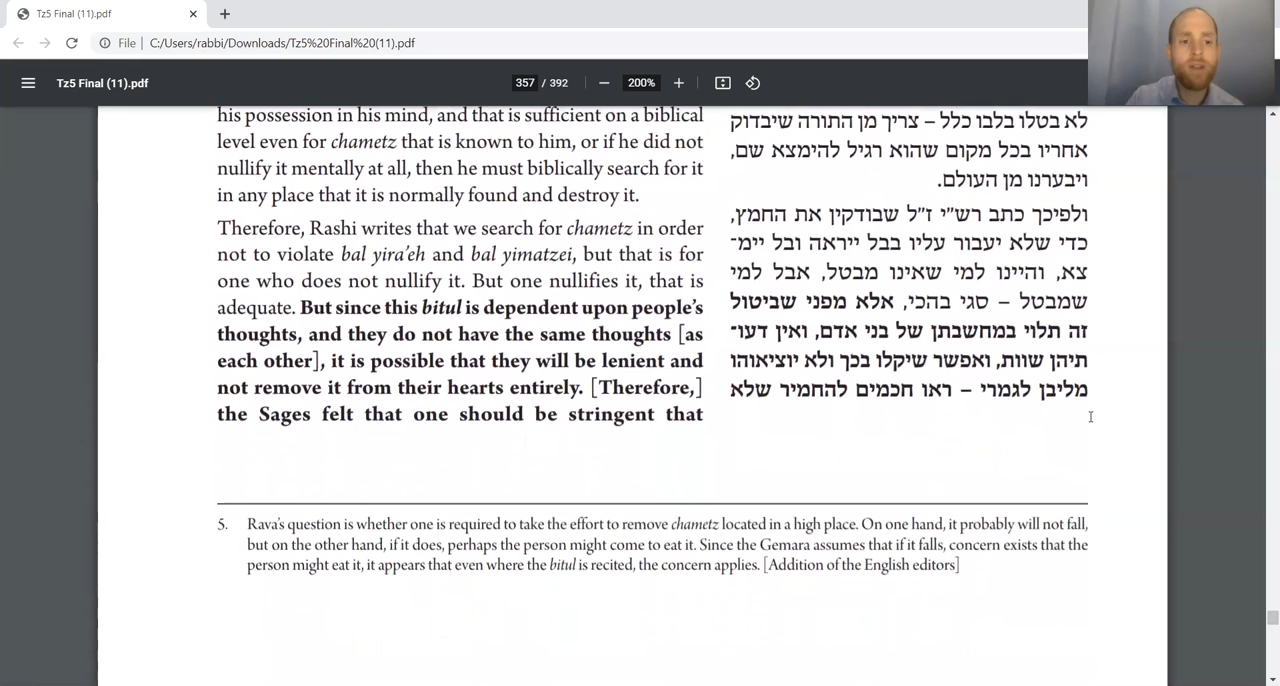 Tz5 Final (11).pdf
File
C:/Users/rabbi/Downloads/Tz5%20Final%20(11).pdf
Tz5 Final (11).pdf
357 / 392
200%
his possession in his mind, and that is sufficient on a biblical
level even for chametz that is known to him, or if he did not
nullify it mentally at all, then he must biblically search for it
in any place that it is normally found and destroy it.
Therefore, Rashi writes that we search for chametz in order
not to violate bal yira'eh and bal yimatzei, but that is for
one who does not nullify it. But one nullifies it, that is
adequate. But since this bitul is dependent upon people's
thoughts, and they do not have the same thoughts [as
each other], it is possible that they will be lenient and
not remove it from their hearts entirely. [Therefore,]
the Sages felt that one should be stringent that
לא בטלו בלבו כלל – צריך מן התורה שיבדוק
אחריו בכל מקום שהוא רגיל להימצא שם,
ויבערנו מן העולם.
ולפיכך כתב רש״י ז״ל שבודקין את החמץ,
כדי שלא יעבור עליו בבל ייראה ובל יימ־
צא, והיינו למי שאינו מבטל, אבל למי
שמבטל – סגי בהכי, אלא מפני שביטול
זה תלוי במחשבתן של בני אדם, ואין דעו־
תיהן שוות, ואפשר שיקלו בכך ולא יוציאוהו
מליבן לגמרי – ראו חכמים להחמיר שלא
5. Rava's question is whether one is required to take the effort to remove chametz located in a high place. On one hand, it probably will not fall,
but on the other hand, if it does, perhaps the person might come to eat it. Since the Gemara assumes that if it falls, concern exists that the
person might eat it, it appears that even where the bitul is recited, the concern applies. [Addition of the English editors]